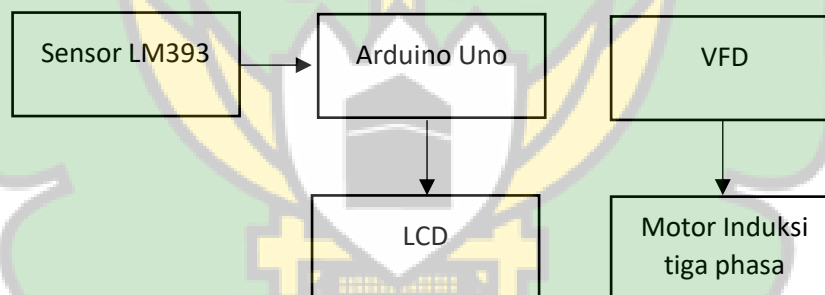 Sensor LM393
Arduino Uno
VFD
LCD
Motor Induksi
tiga phasa